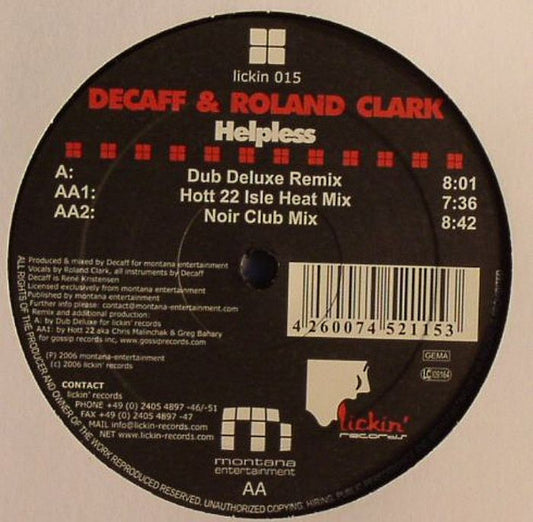 lickin 015
DECAFF & ROLAND CLARK
Helpless
A: Dub Deluxe Remix 8:01
AA1: Hott 22 Isle Heat Mix 7:36
AA2: Noir Club Mix 8:42
Produced & mixed by Decaff for montana entertainment
Vocals by Roland Clark, all instruments by Decaff
Decaff is René Kristensen
Licensed exclusively from montana entertainment
Published by montana entertainment
Further info please: contact@montana-entertainment.com
Remix and additional production:
A: by Dub Deluxe for lickin' records
AA1: by Hott 22 aka Chris Malinchak & Greg Bahary
for gossip records inc, www.gossiprecords.com
(P) 2006 montana-entertainment
(c) 2006 lickin' records
CONTACT
lickin' records
PHONE +49 (0) 2405 4897 -46/-51
FAX +49 (0) 2405 4897 -47
MAIL info@lickin-records.com
NET www.lickin-records.com
4 260074 521153
GEMA
LC 09164
lickin'
records
montana
entertainment
AA
ALL RIGHTS OF THE PRODUCER AND OWNER OF THE WORK REPRODUCED RESERVED. UNAUTHORIZED COPYING, HIRING, PUBLIC